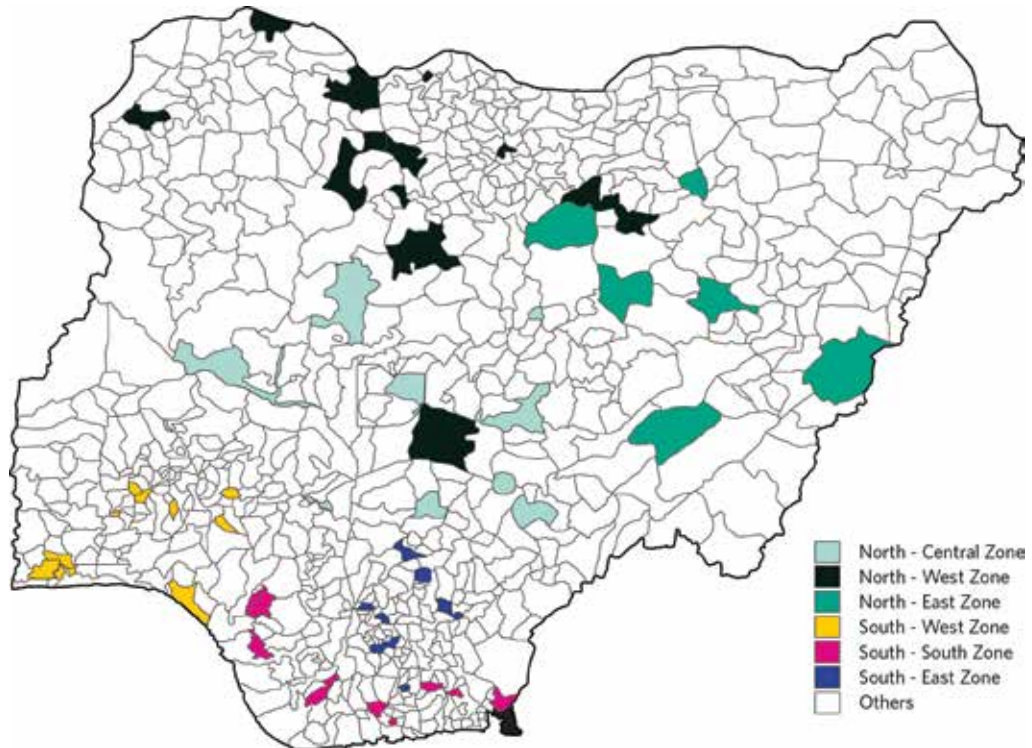 North - Central Zone
North - West Zone
North - East Zone
South - West Zone
South - South Zone
South - East Zone
Others